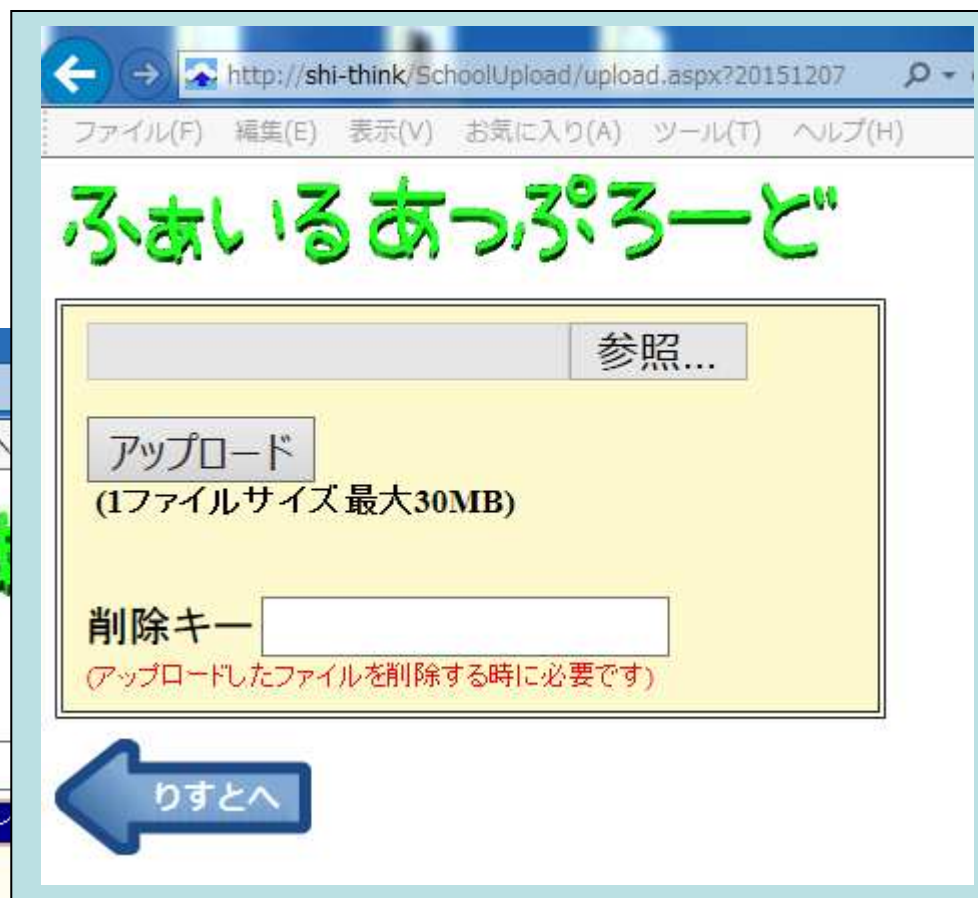 http://shi-think/SchoolUpload/upload.aspx?20151207
ファイル(F) 編集(E) 表示(V) お気に入り(A) ツール(T) ヘルプ(H)
ふぁいるあっぷろーど
参照...
アップロード
(1ファイルサイズ最大30MB)
削除キー
(アップロードしたファイルを削除する時に必要です)
りすとへ